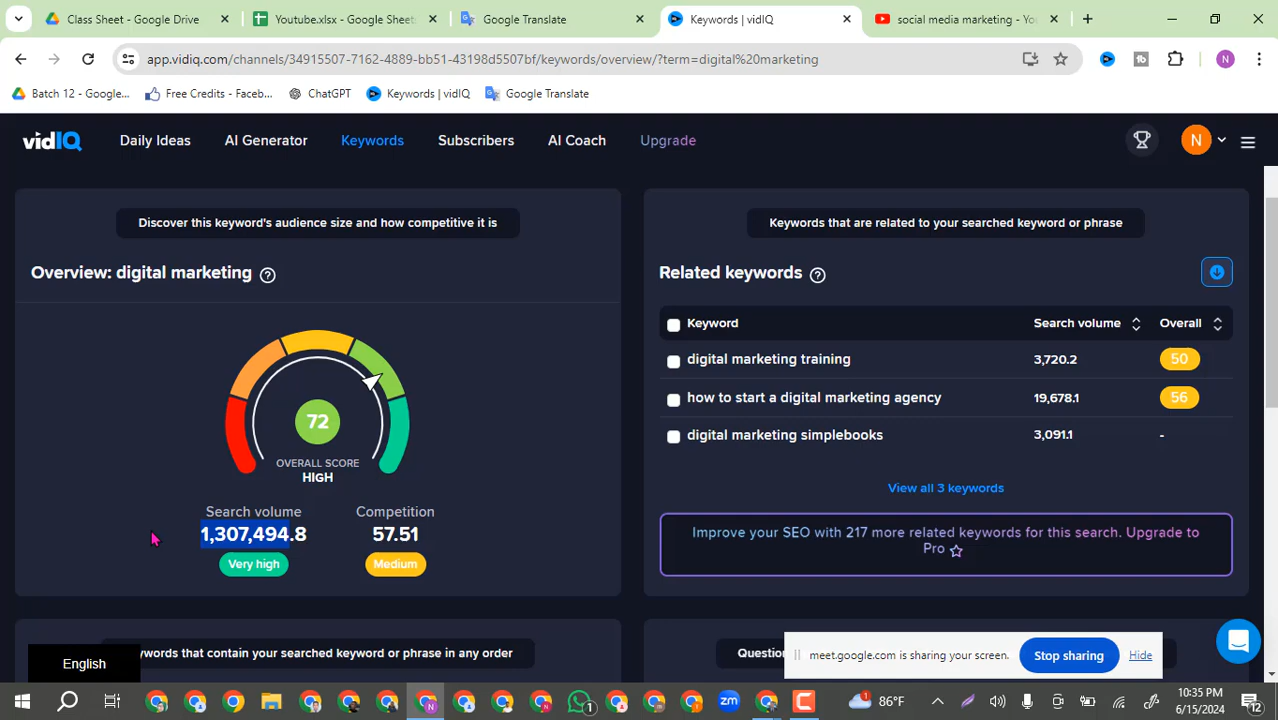 Class Sheet - Google Drive
Youtube.xlsx - Google Sheets
Google Translate
Keywords | vidIQ
social media marketing - Yo
app.vidiq.com/channels/34915507-7162-4889-bb51-43198d5507bf/keywords/overview/?term=digital%20marketing
N
Batch 12 - Google...
Free Credits - Faceb...
ChatGPT
Keywords | vidIQ
Google Translate
vidIQ
Daily Ideas
AI Generator
Keywords
Subscribers
AI Coach
Upgrade
N
Discover this keyword's audience size and how competitive it is
Overview: digital marketing ?
72
OVERALL SCORE
HIGH
Search volume
1,307,494.8
Very high
Competition
57.51
Medium
Keywords that are related to your searched keyword or phrase
Related keywords ?
Keyword Search volume Overall
digital marketing training 3,720.2 50
how to start a digital marketing agency 19,678.1 56
digital marketing simplebooks 3,091.1 -
View all 3 keywords
Improve your SEO with 217 more related keywords for this search. Upgrade to
Pro
words that contain your searched keyword or phrase in any order
Question
English
meet.google.com is sharing your screen.
Stop sharing
Hide
N
1
zm
1
86°F
10:35 PM
6/15/2024
12